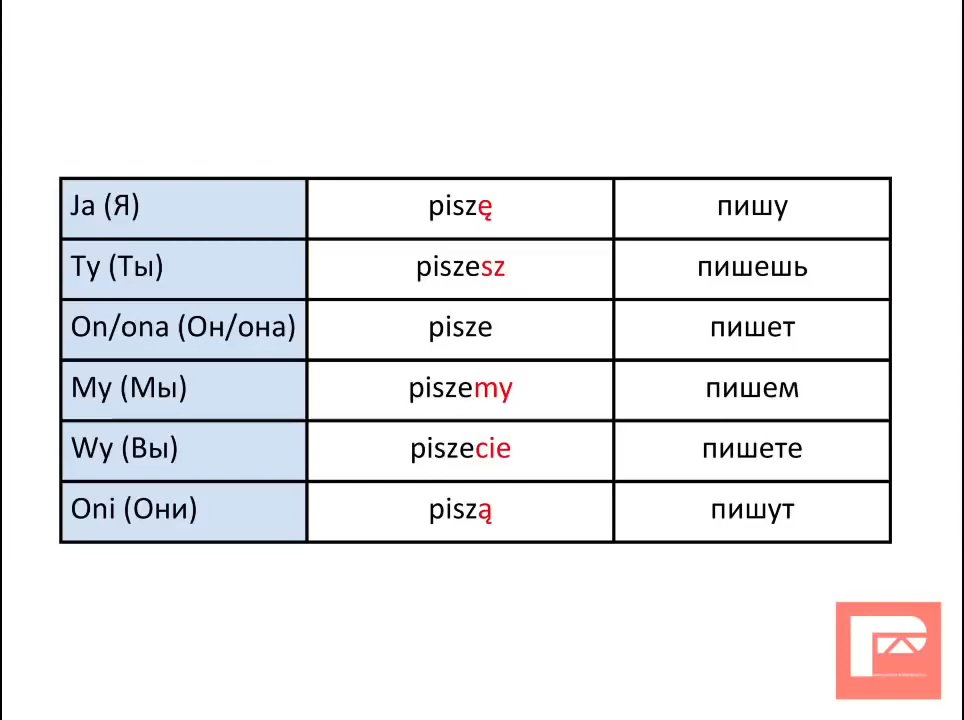 Ja (Я) piszę пишу
Ty (Ты) piszesz пишешь
On/ona (Он/она) pisze пишет
My (Мы) piszemy пишем
Wy (Вы) piszecie пишете
Oni (Они) piszą пишут